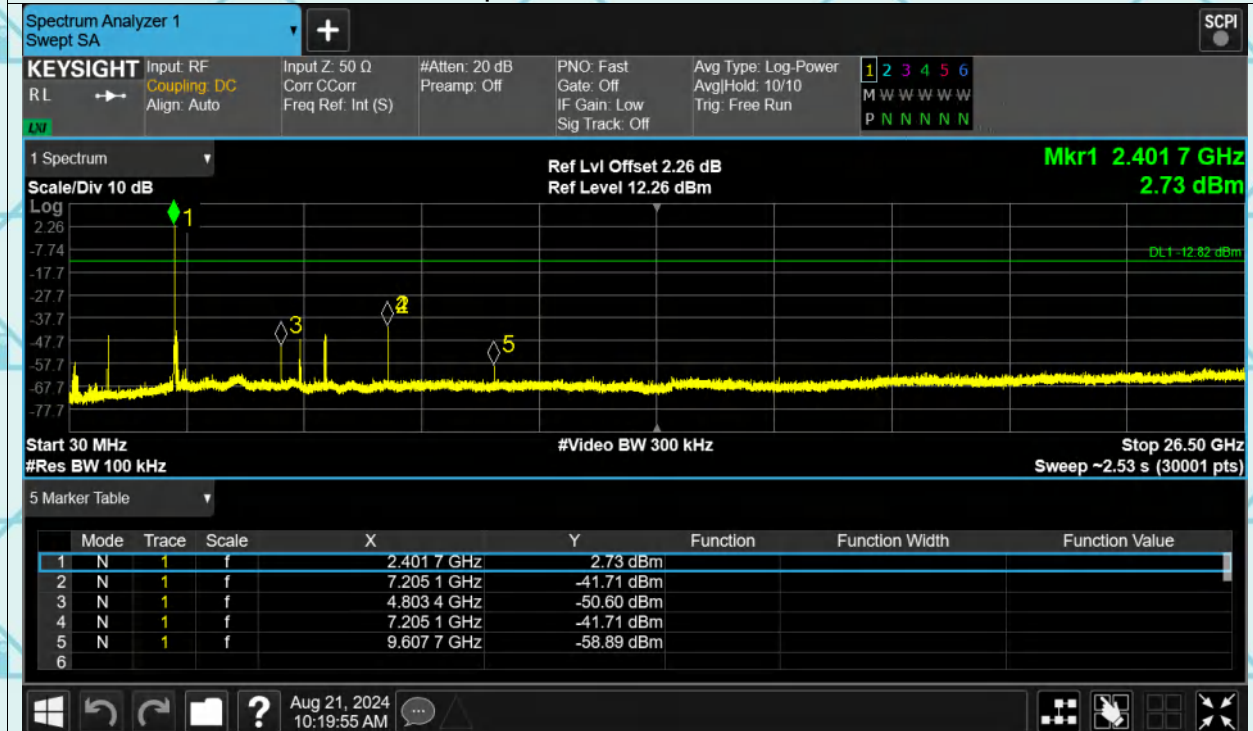 Spectrum Analyzer 1
Swept SA
+
SCPI
KEYSIGHT
RL
LXI
Input: RF
Coupling: DC
Align: Auto
Input Z: 50 Ω
Corr CCorr
Freq Ref: Int (S)
#Atten: 20 dB
Preamp: Off
PNO: Fast
Gate: Off
IF Gain: Low
Sig Track: Off
Avg Type: Log-Power
Avg|Hold: 10/10
Trig: Free Run
1 2 3 4 5 6
M W W W W W
P N N N N N
1 Spectrum
Scale/Div 10 dB
Ref Lvl Offset 2.26 dB
Ref Level 12.26 dBm
Mkr1 2.401 7 GHz
2.73 dBm
Log
2.26
-7.74
-17.7
-27.7
-37.7
-47.7
-57.7
-67.7
-77.7
1
3
5
DL1 -12.82 dBm
Start 30 MHz
#Res BW 100 kHz
#Video BW 300 kHz
Stop 26.50 GHz
Sweep ~2.53 s (30001 pts)
5 Marker Table
Mode Trace Scale X Y Function Function Width Function Value
1 N 1 f 2.401 7 GHz 2.73 dBm
2 N 1 f 7.205 1 GHz -41.71 dBm
3 N 1 f 4.803 4 GHz -50.60 dBm
4 N 1 f 7.205 1 GHz -41.71 dBm
5 N 1 f 9.607 7 GHz -58.89 dBm
6
?
Aug 21, 2024
10:19:55 AM